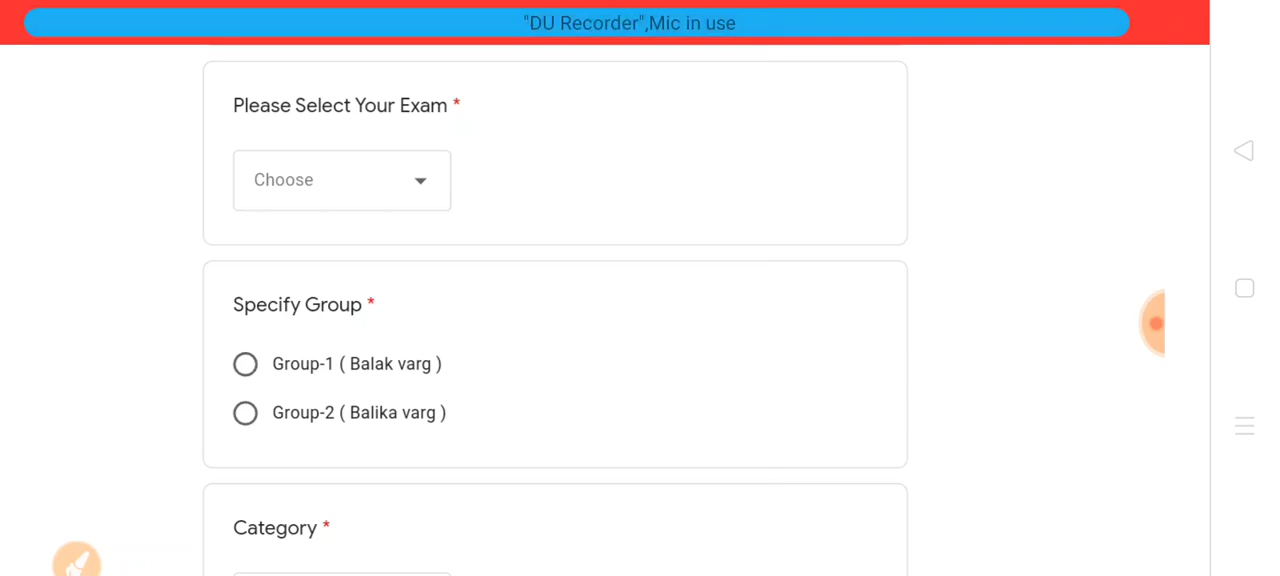 "DU Recorder",Mic in use
Please Select Your Exam *
Choose
Specify Group *
Group-1 ( Balak varg )
Group-2 ( Balika varg )
Category *